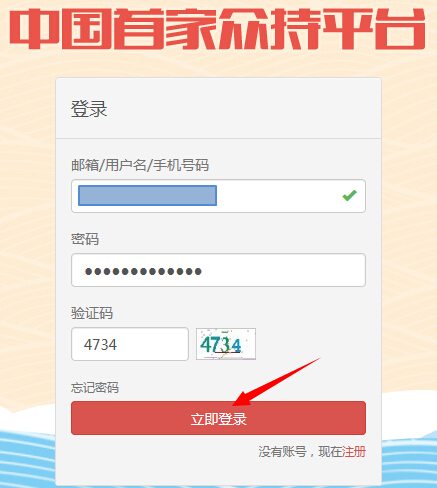 中国首家众持平台
登录
邮箱/用户名/手机号码
密码
验证码
4734
4734
忘记密码
立即登录
没有账号，现在注册